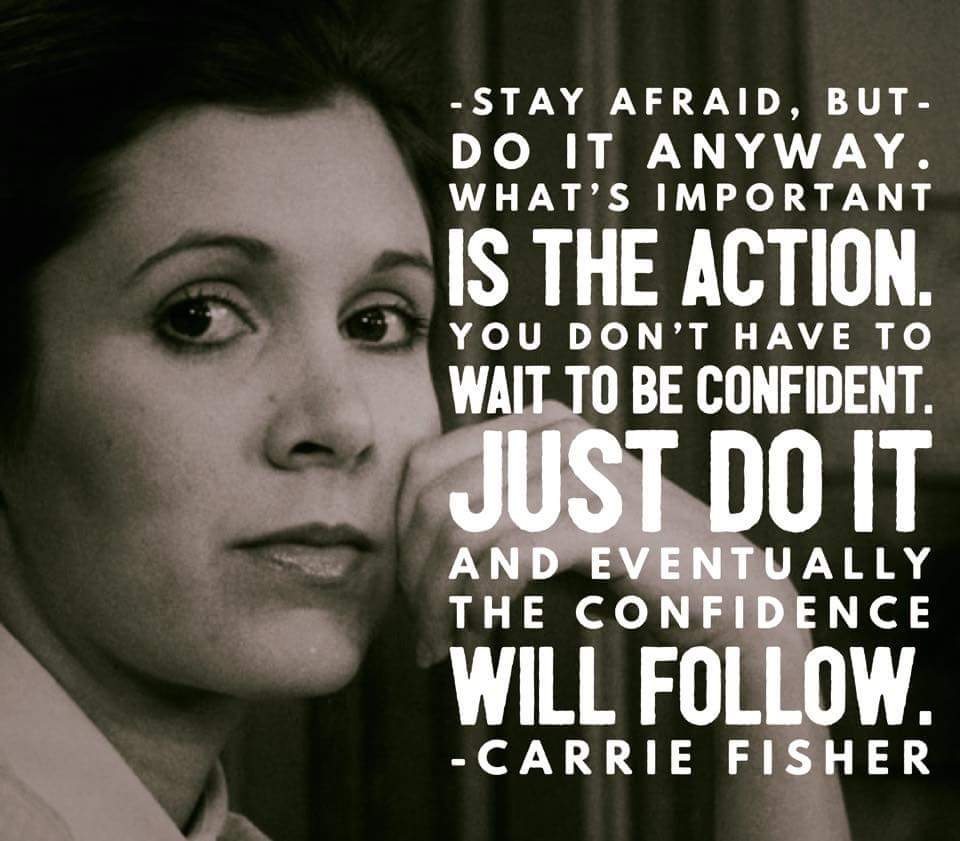 -STAY AFRAID, BUT-
DO IT ANYWAY.
WHAT'S IMPORTANT
IS THE ACTION.
YOU DON'T HAVE TO
WAIT TO BE CONFIDENT.
JUST DO IT
AND EVENTUALLY
THE CONFIDENCE
WILL FOLLOW.
-CARRIE FISHER